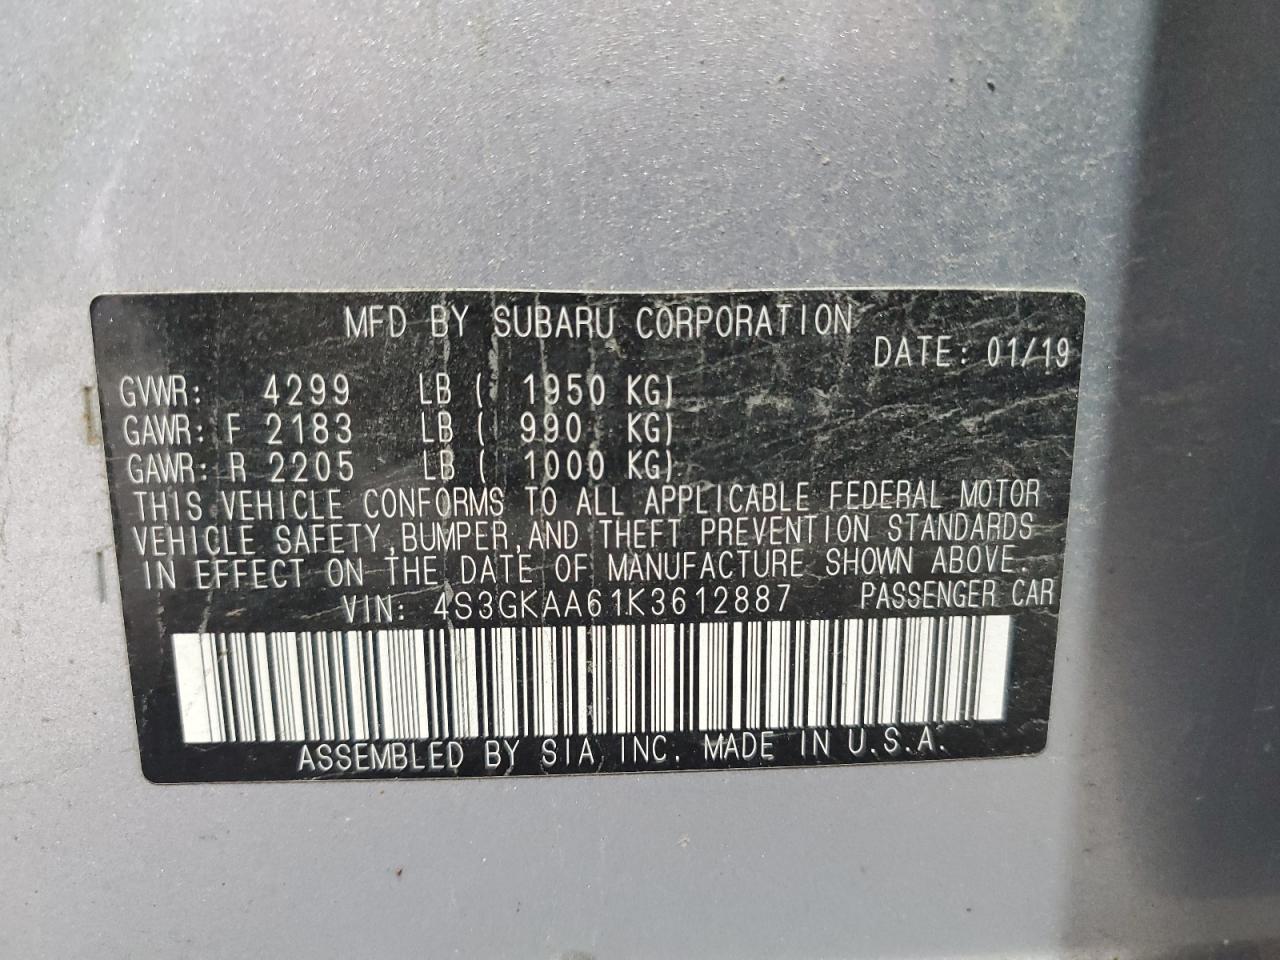 MFD BY SUBARU CORPORATION
DATE: 01/19
GVWR: 4299 LB ( 1950 KG)
GAWR: F 2183 LB ( 990 KG)
GAWR: R 2205 LB ( 1000 KG)
THIS VEHICLE CONFORMS TO ALL APPLICABLE FEDERAL MOTOR
VEHICLE SAFETY, BUMPER, AND THEFT PREVENTION STANDARDS
IN EFFECT ON THE DATE OF MANUFACTURE SHOWN ABOVE.
VIN: 4S3GKAA61K3612887 PASSENGER CAR
ASSEMBLED BY SIA, INC. MADE IN U.S.A.